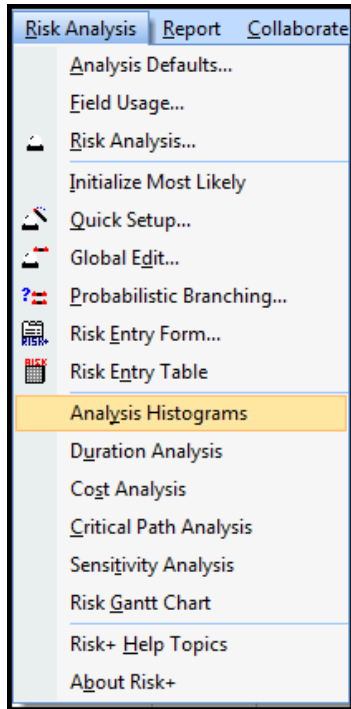 Risk Analysis Report Collaborate
Analysis Defaults...
Field Usage...
Risk Analysis...
Initialize Most Likely
Quick Setup...
Global Edit...
? Probabilistic Branching...
RISK+ Risk Entry Form...
RISK Risk Entry Table
Analysis Histograms
Duration Analysis
Cost Analysis
Critical Path Analysis
Sensitivity Analysis
Risk Gantt Chart
Risk+ Help Topics
About Risk+